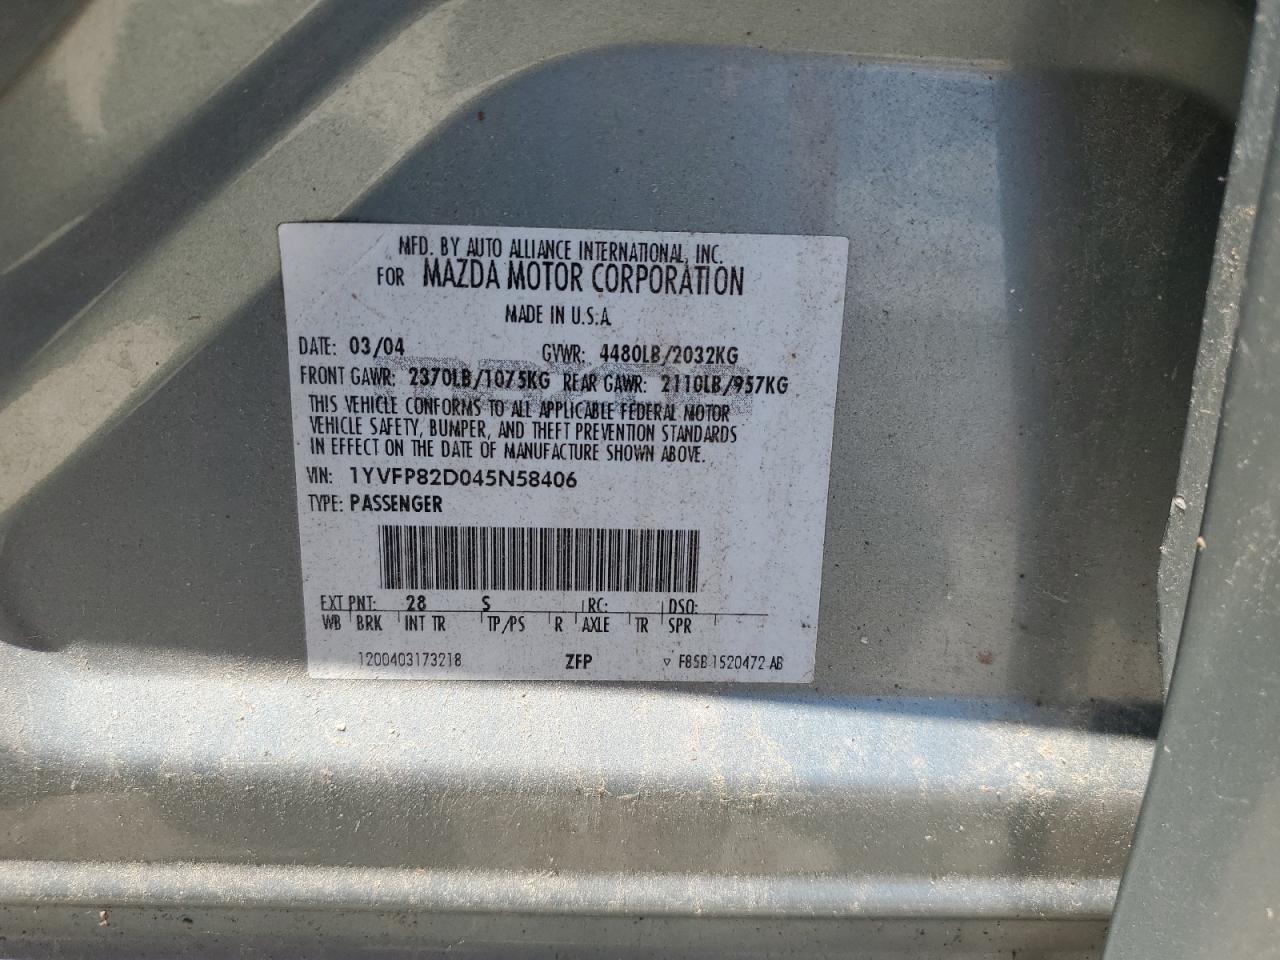 MFD. BY AUTO ALLIANCE INTERNATIONAL, INC.
FOR MAZDA MOTOR CORPORATION
MADE IN U.S.A.
DATE: 03/04 GVWR: 4480LB/2032KG
FRONT GAWR: 2370LB/1075KG REAR GAWR: 2110LB/957KG
THIS VEHICLE CONFORMS TO ALL APPLICABLE FEDERAL MOTOR
VEHICLE SAFETY, BUMPER, AND THEFT PREVENTION STANDARDS
IN EFFECT ON THE DATE OF MANUFACTURE SHOWN ABOVE.
VIN: 1YVFP82D045N58406
TYPE: PASSENGER
EXT PNT: 28 S RC: DSO:
WB BRK INT TR TP/PS R AXLE TR SPR
1200403173218 ZFP ▽ F85B 1520472 AB